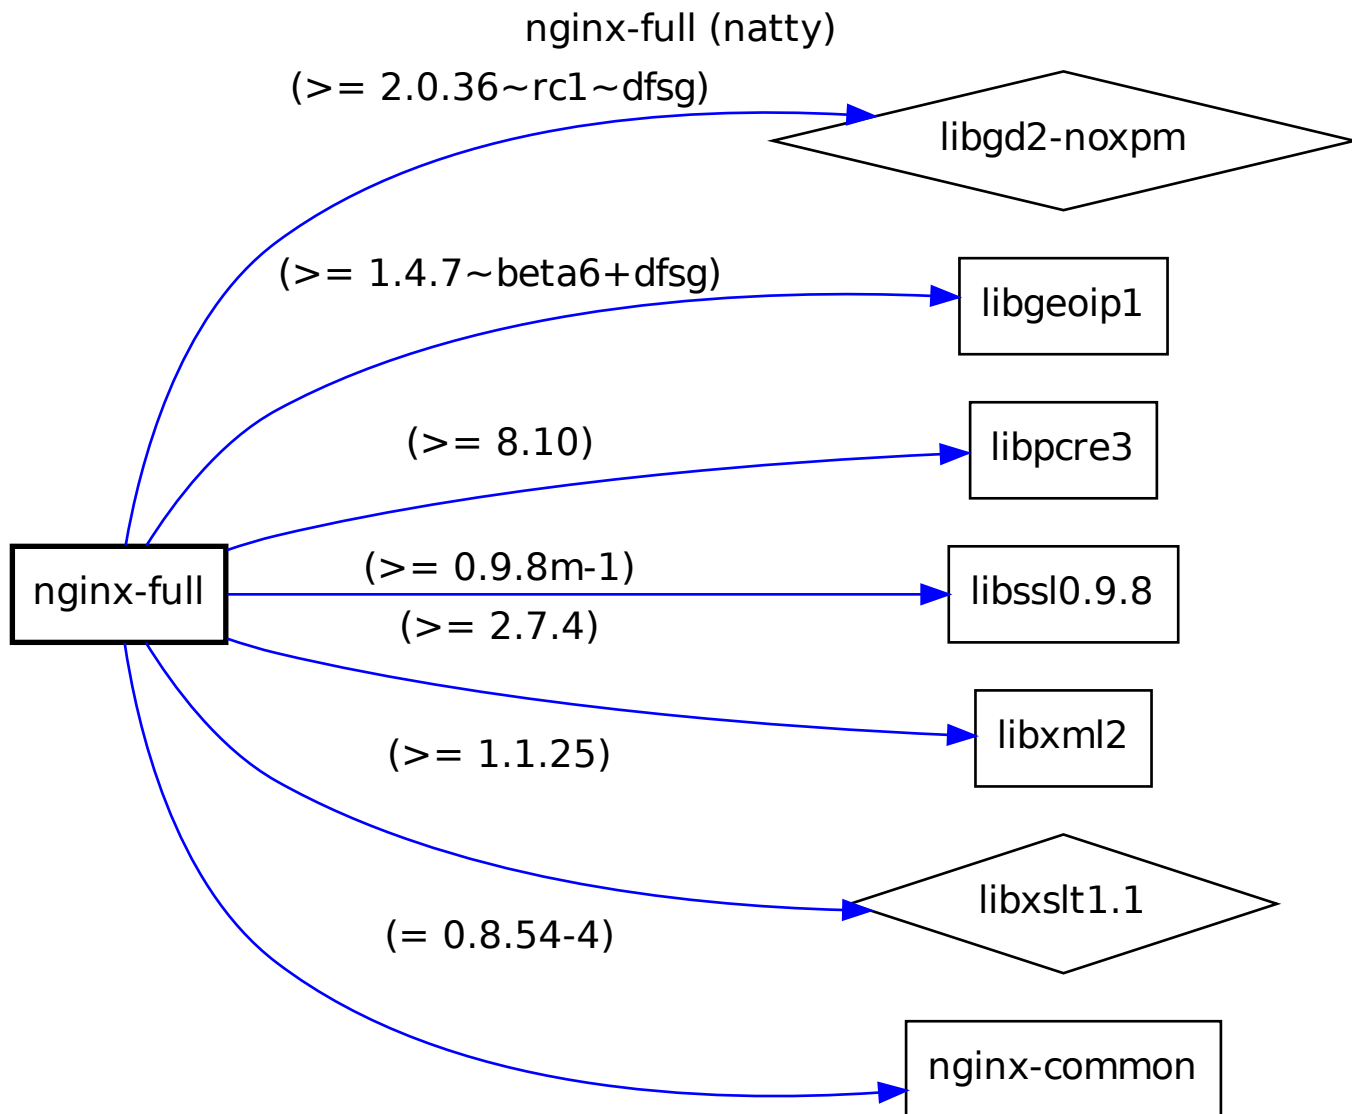 nginx-full (natty)
(>= 2.0.36~rc1~dfsg)
libgd2-noxpm
(>= 1.4.7~beta6+dfsg)
libgeoip1
(>= 8.10)
libpcre3
(>= 0.9.8m-1)
nginx-full
libssl0.9.8
(>= 2.7.4)
libxml2
(>= 1.1.25)
libxslt1.1
(= 0.8.54-4)
nginx-common